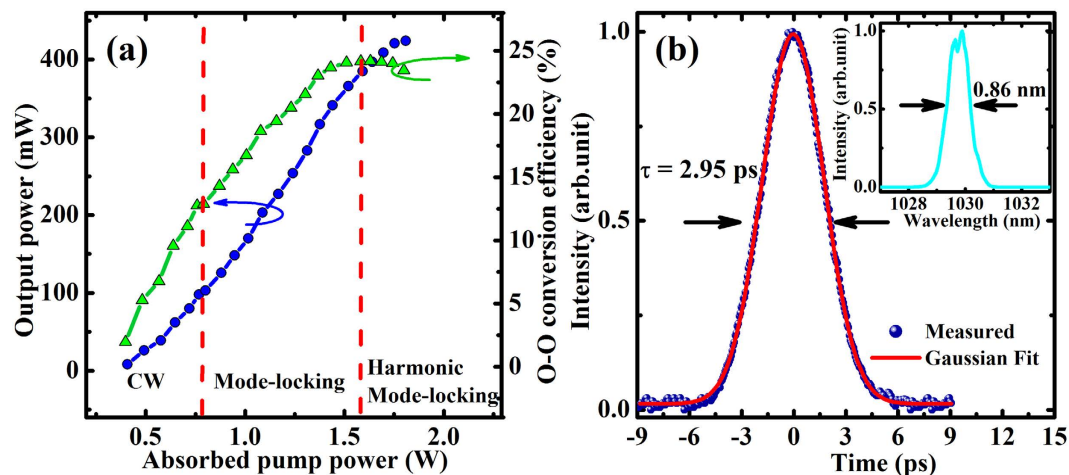 (a)
Output power (mW)
400
300
200
100
0
O-O conversion efficiency (%)
25
20
15
10
5
0
CW
Mode-locking
Harmonic
Mode-locking
0.5
1.0
1.5
2.0
Absorbed pump power (W)
(b)
Intensity (arb.unit)
1.0
0.5
0.0
τ = 2.95 ps
Measured
Gaussian Fit
-9
-6
-3
0
3
6
9
12
15
Time (ps)
Intensity (arb.unit)
1.0
0.5
0.0
0.86 nm
1028
1030
1032
Wavelength (nm)